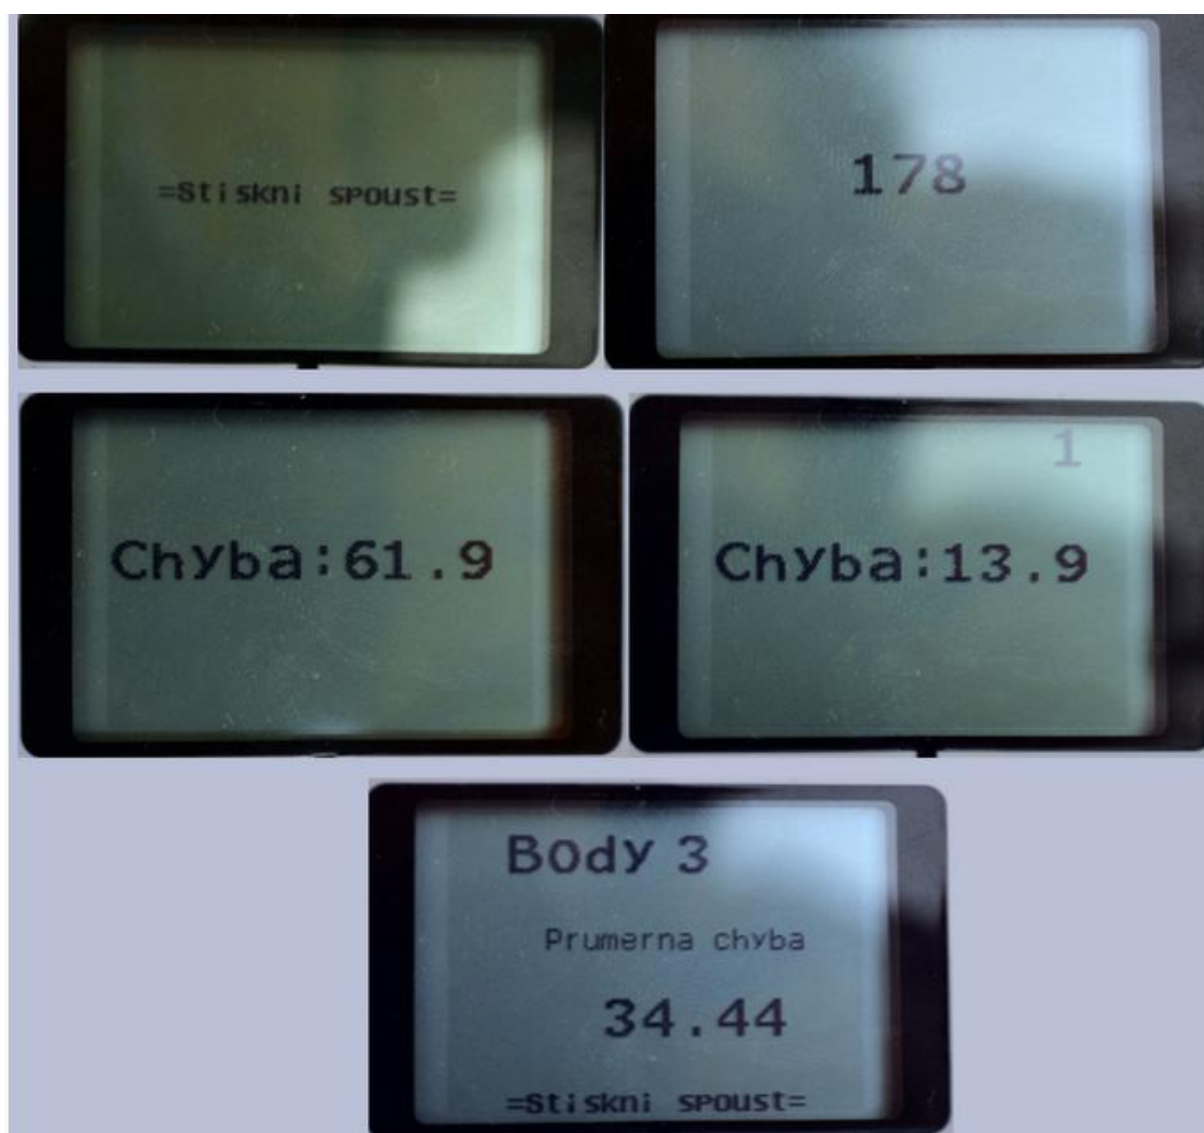 =Stiskni spoust=
178
Chyba:61.9
1
Chyba:13.9
Body 3
Prumerna chyba
34.44
=Stiskni spoust=